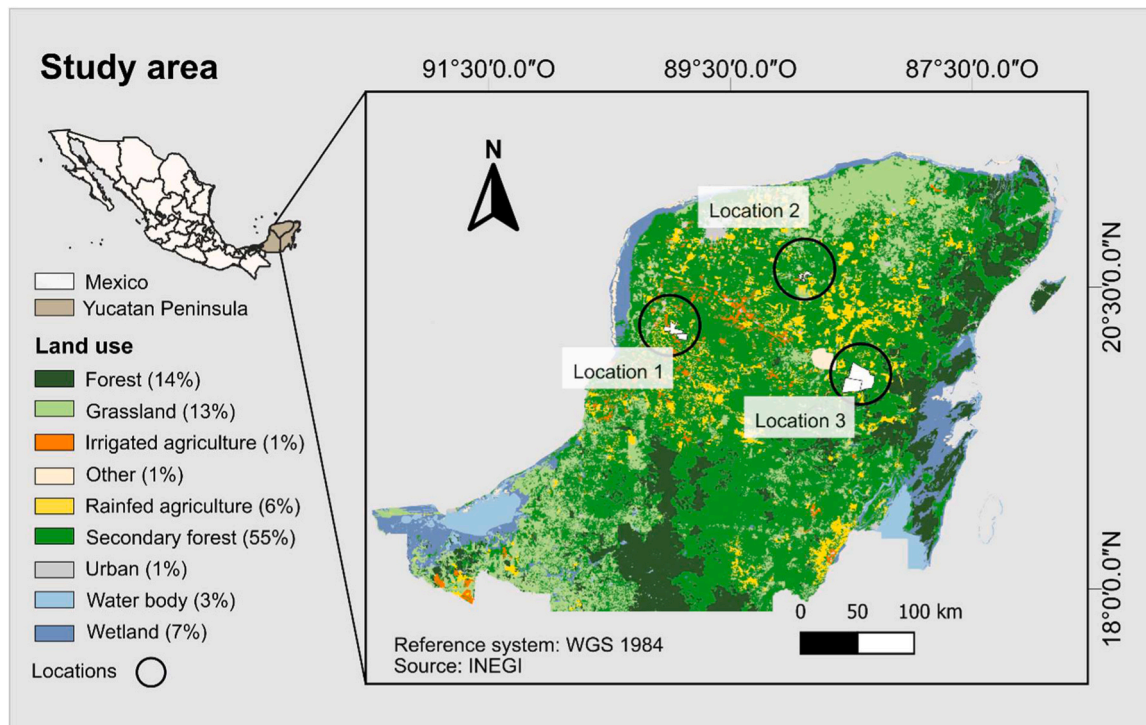 Study area
91°30'0.0"O
89°30'0.0"O
87°30'0.0"O
N
Location 2
20°30'0.0"N
Mexico
Yucatan Peninsula
Land use
Forest (14%)
Grassland (13%)
Irrigated agriculture (1%)
Other (1%)
Rainfed agriculture (6%)
Secondary forest (55%)
Urban (1%)
Water body (3%)
Wetland (7%)
Locations
Location 1
Location 3
18°0'0.0"N
0 50 100 km
Reference system: WGS 1984
Source: INEGI